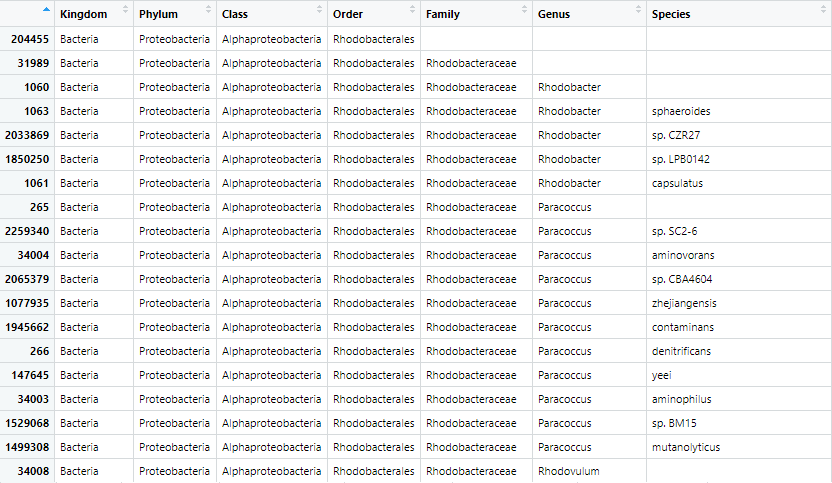 Kingdom Phylum Class Order Family Genus Species
204455 Bacteria Proteobacteria Alphaproteobacteria Rhodobacterales
31989 Bacteria Proteobacteria Alphaproteobacteria Rhodobacterales Rhodobacteraceae
1060 Bacteria Proteobacteria Alphaproteobacteria Rhodobacterales Rhodobacteraceae Rhodobacter
1063 Bacteria Proteobacteria Alphaproteobacteria Rhodobacterales Rhodobacteraceae Rhodobacter sphaeroides
2033869 Bacteria Proteobacteria Alphaproteobacteria Rhodobacterales Rhodobacteraceae Rhodobacter sp. CZR27
1850250 Bacteria Proteobacteria Alphaproteobacteria Rhodobacterales Rhodobacteraceae Rhodobacter sp. LPB0142
1061 Bacteria Proteobacteria Alphaproteobacteria Rhodobacterales Rhodobacteraceae Rhodobacter capsulatus
265 Bacteria Proteobacteria Alphaproteobacteria Rhodobacterales Rhodobacteraceae Paracoccus
2259340 Bacteria Proteobacteria Alphaproteobacteria Rhodobacterales Rhodobacteraceae Paracoccus sp. SC2-6
34004 Bacteria Proteobacteria Alphaproteobacteria Rhodobacterales Rhodobacteraceae Paracoccus aminovorans
2065379 Bacteria Proteobacteria Alphaproteobacteria Rhodobacterales Rhodobacteraceae Paracoccus sp. CBA4604
1077935 Bacteria Proteobacteria Alphaproteobacteria Rhodobacterales Rhodobacteraceae Paracoccus zhejiangensis
1945662 Bacteria Proteobacteria Alphaproteobacteria Rhodobacterales Rhodobacteraceae Paracoccus contaminans
266 Bacteria Proteobacteria Alphaproteobacteria Rhodobacterales Rhodobacteraceae Paracoccus denitrificans
147645 Bacteria Proteobacteria Alphaproteobacteria Rhodobacterales Rhodobacteraceae Paracoccus yeei
34003 Bacteria Proteobacteria Alphaproteobacteria Rhodobacterales Rhodobacteraceae Paracoccus aminophilus
1529068 Bacteria Proteobacteria Alphaproteobacteria Rhodobacterales Rhodobacteraceae Paracoccus sp. BM15
1499308 Bacteria Proteobacteria Alphaproteobacteria Rhodobacterales Rhodobacteraceae Paracoccus mutanolyticus
34008 Bacteria Proteobacteria Alphaproteobacteria Rhodobacterales Rhodobacteraceae Rhodovulum